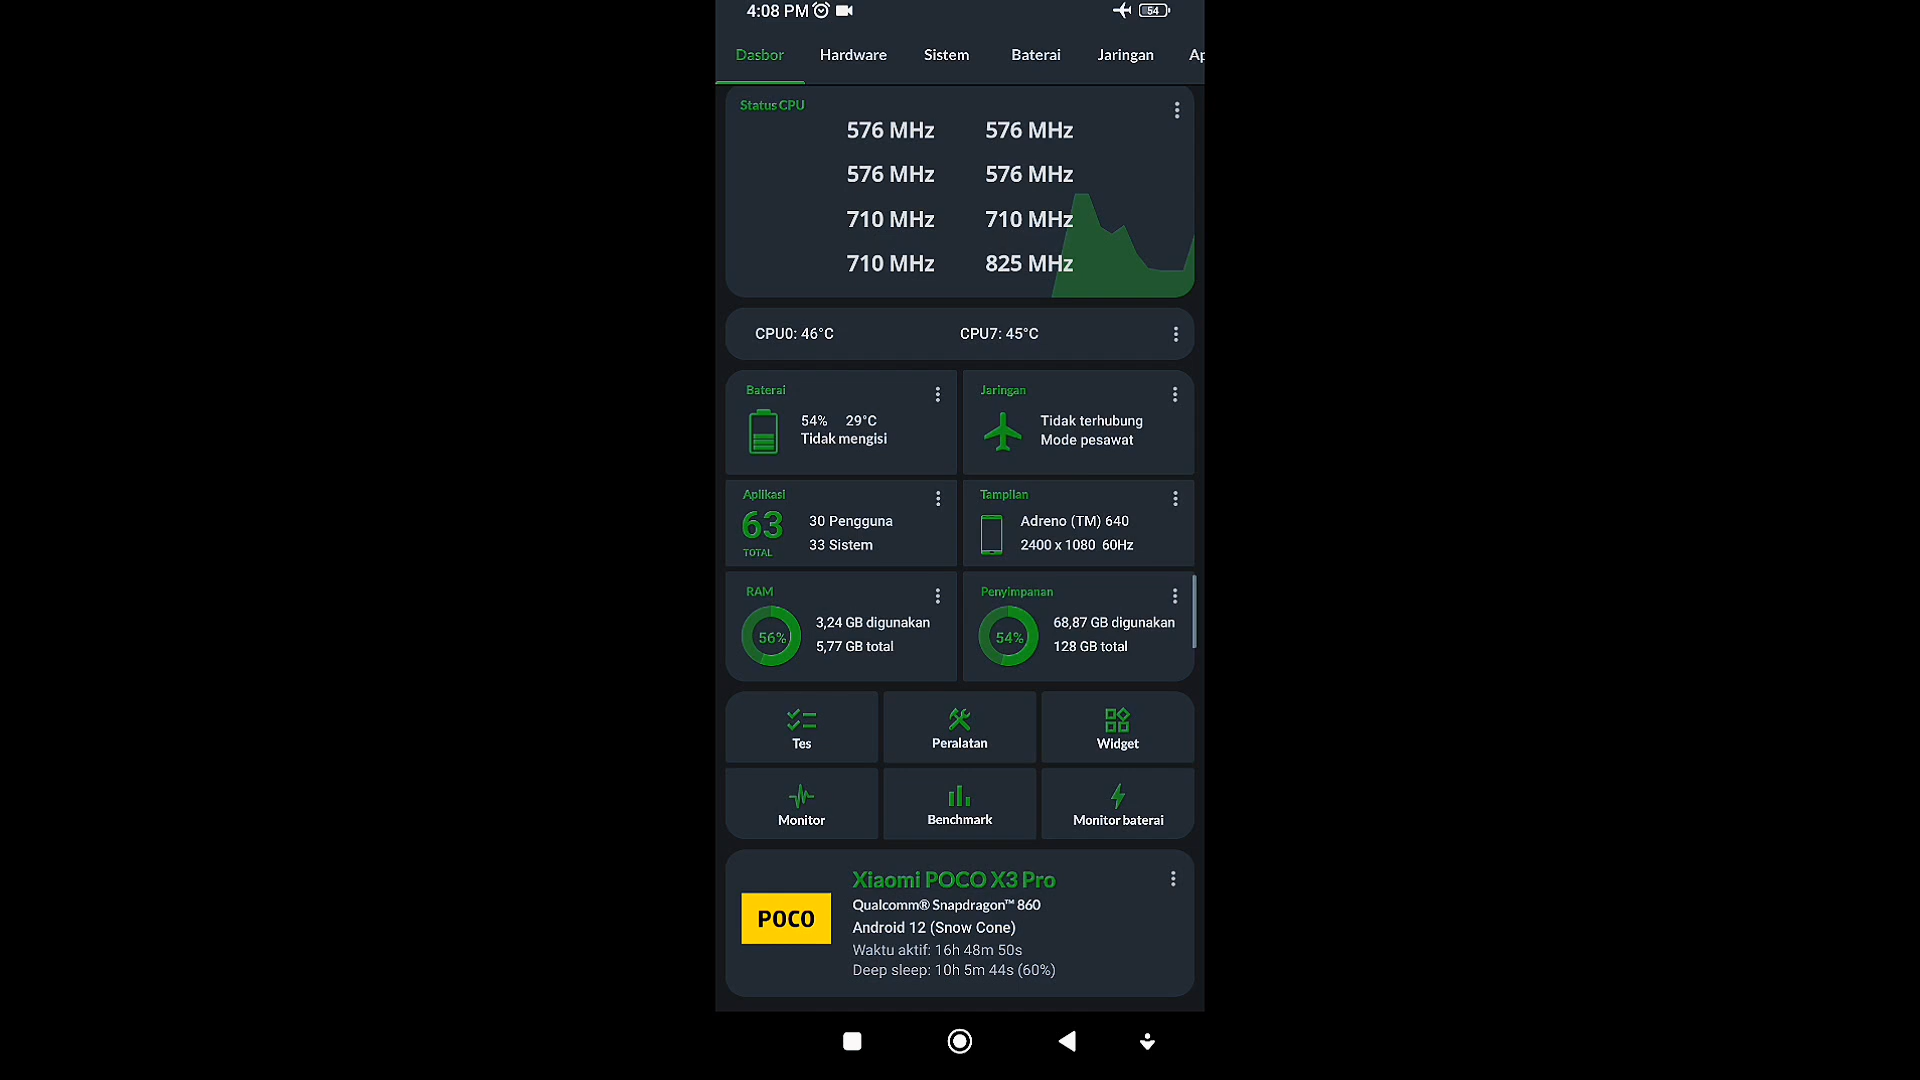 4:08 PM
54
Dasbor Hardware Sistem Baterai Jaringan Ap
Status CPU
576 MHz 576 MHz
576 MHz 576 MHz
710 MHz 710 MHz
710 MHz 825 MHz
CPU0: 46°C CPU7: 45°C
Baterai
54% 29°C
Tidak mengisi
Jaringan
Tidak terhubung
Mode pesawat
Aplikasi
63
TOTAL
30 Pengguna
33 Sistem
Tampilan
Adreno (TM) 640
2400 x 1080 60Hz
RAM
56%
3,24 GB digunakan
5,77 GB total
Penyimpanan
54%
68,87 GB digunakan
128 GB total
Tes Peralatan Widget
Monitor Benchmark Monitor baterai
POCO
Xiaomi POCO X3 Pro
Qualcomm® Snapdragon™ 860
Android 12 (Snow Cone)
Waktu aktif: 16h 48m 50s
Deep sleep: 10h 5m 44s (60%)